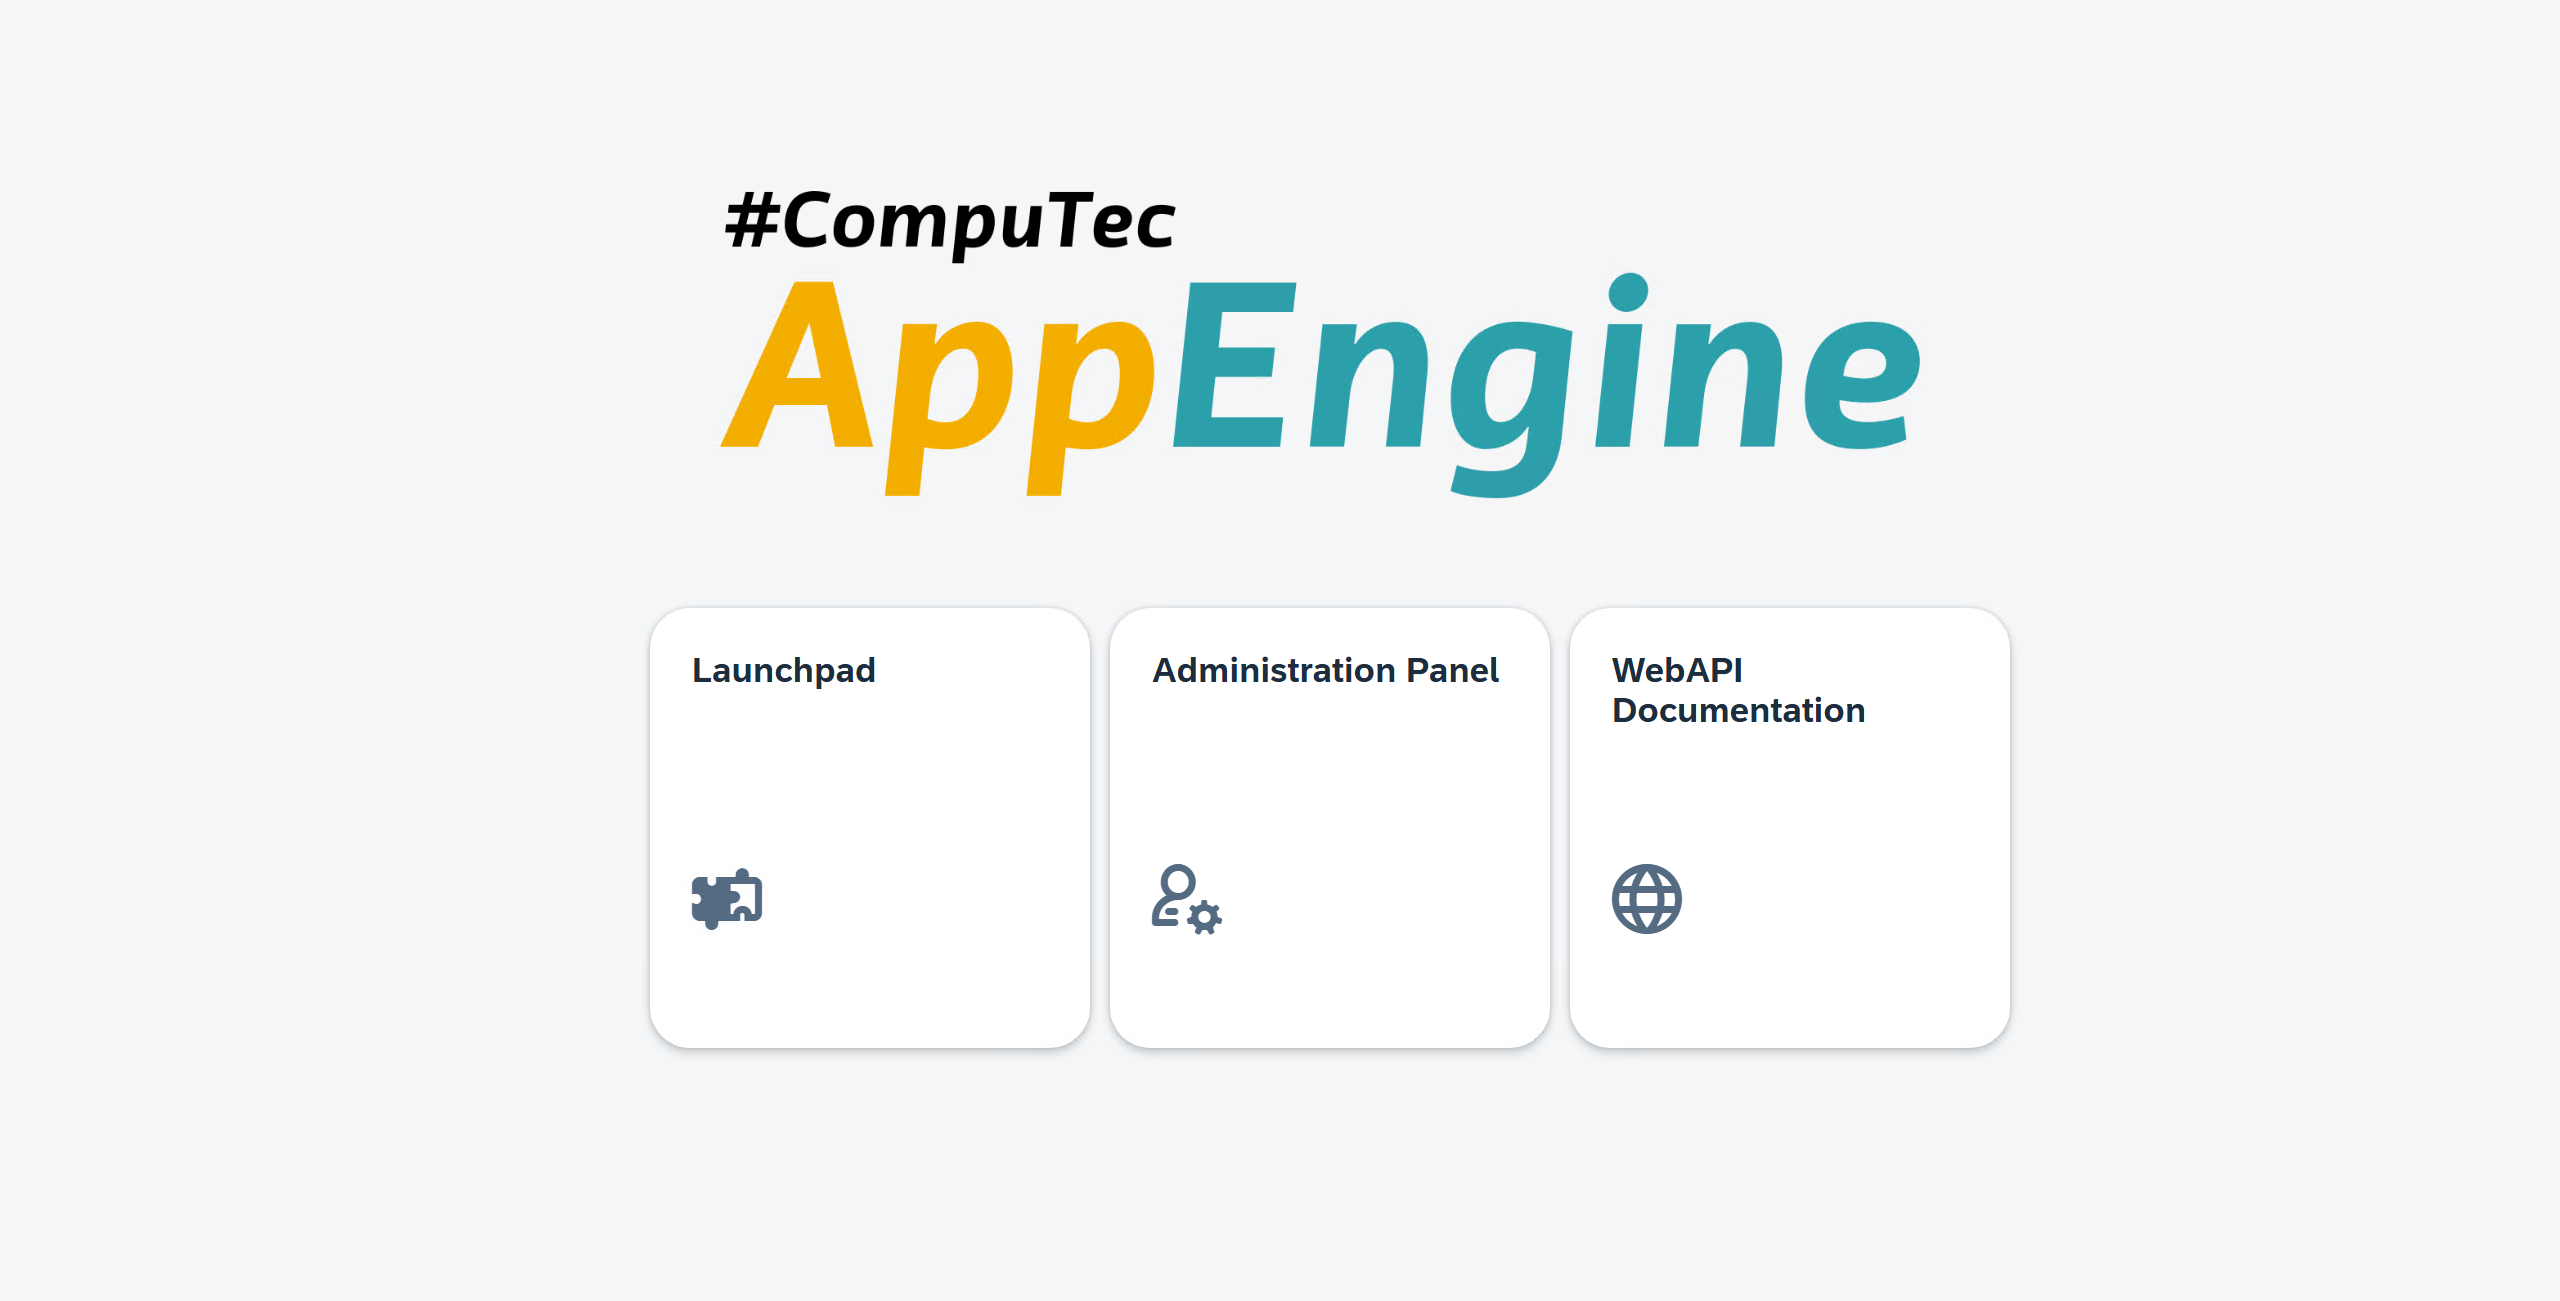 #CompuTec
AppEngine
Launchpad
Administration Panel
WebAPI
Documentation